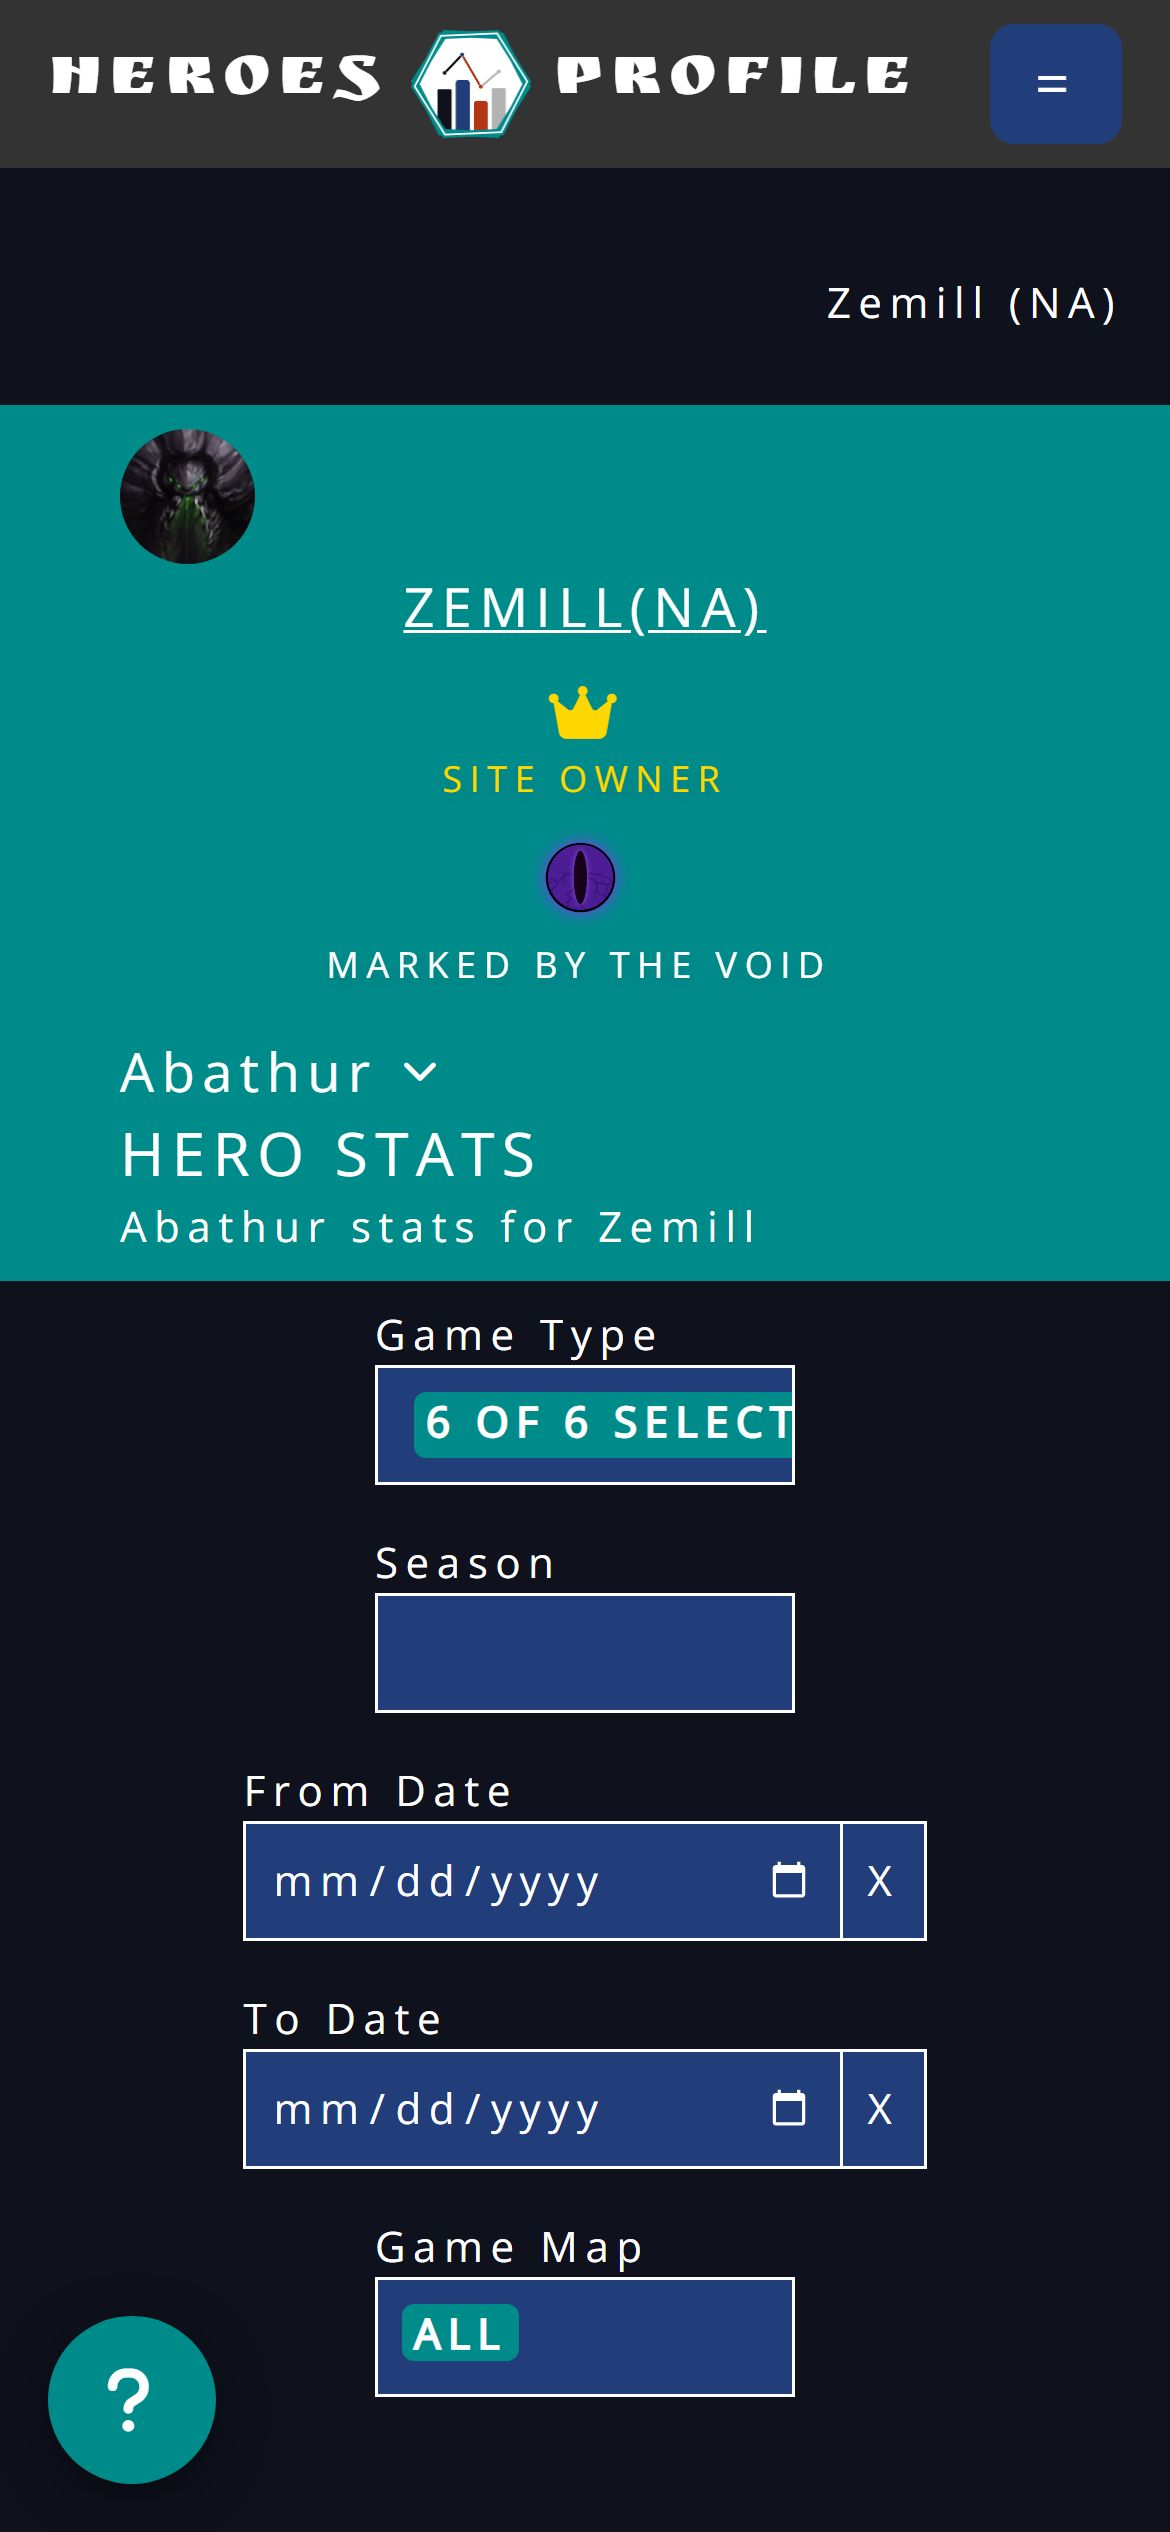 HEROES PROFILE
=
Zemill (NA)
ZEMILL(NA)
SITE OWNER
MARKED BY THE VOID
Abathur
HERO STATS
Abathur stats for Zemill
Game Type
6 OF 6 SELECT
Season
From Date
mm/dd/yyyy X
To Date
mm/dd/yyyy X
Game Map
ALL
?